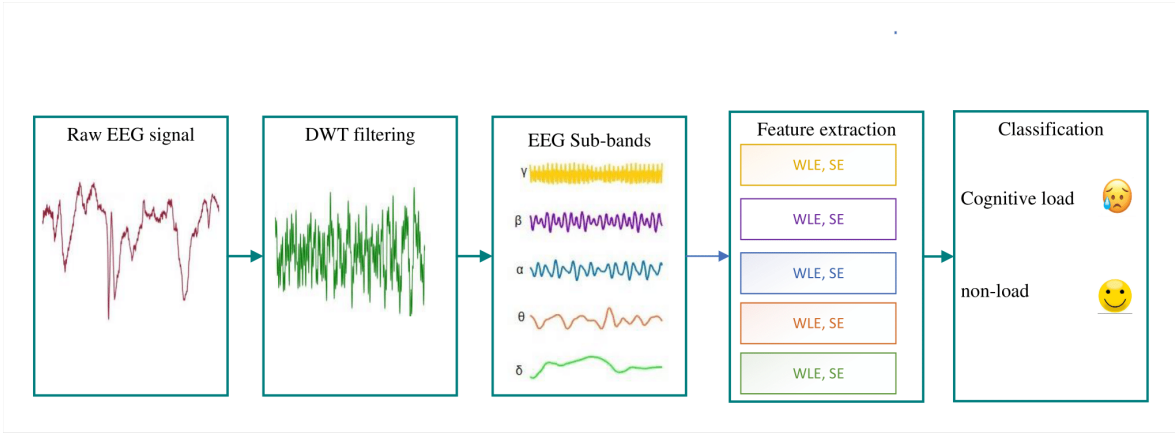 Raw EEG signal
DWT filtering
EEG Sub-bands
γ
β
α
θ
δ
Feature extraction
WLE, SE
WLE, SE
WLE, SE
WLE, SE
WLE, SE
Classification
Cognitive load
non-load